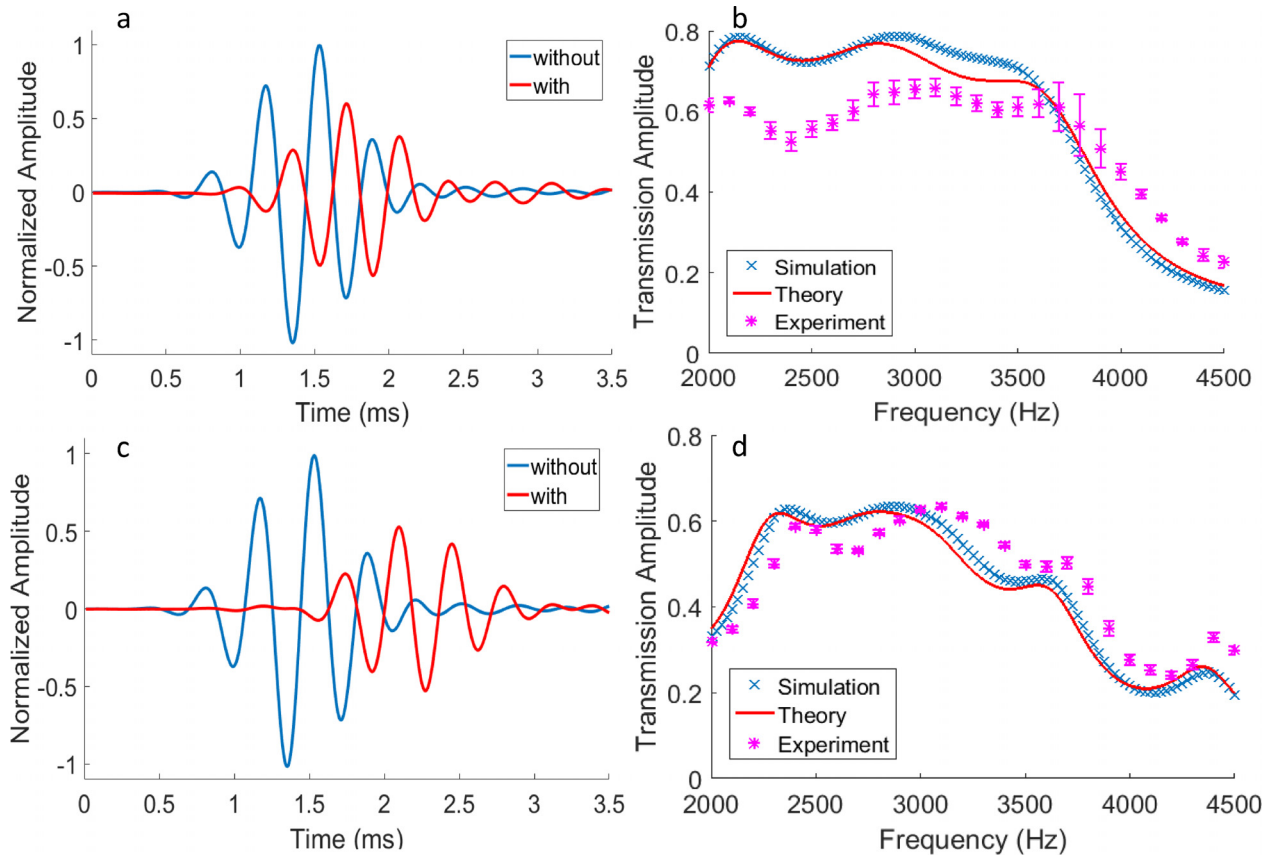 a
Normalized Amplitude
1
0.5
0
-0.5
-1
without
with
0 0.5 1 1.5 2 2.5 3 3.5
Time (ms)
b
Transmission Amplitude
0.8
0.6
0.4
0.2
0
Simulation
Theory
Experiment
2000 2500 3000 3500 4000 4500
Frequency (Hz)
c
Normalized Amplitude
1
0.5
0
-0.5
-1
without
with
0 0.5 1 1.5 2 2.5 3 3.5
Time (ms)
d
Transmission Amplitude
0.8
0.6
0.4
0.2
0
Simulation
Theory
Experiment
2000 2500 3000 3500 4000 4500
Frequency (Hz)